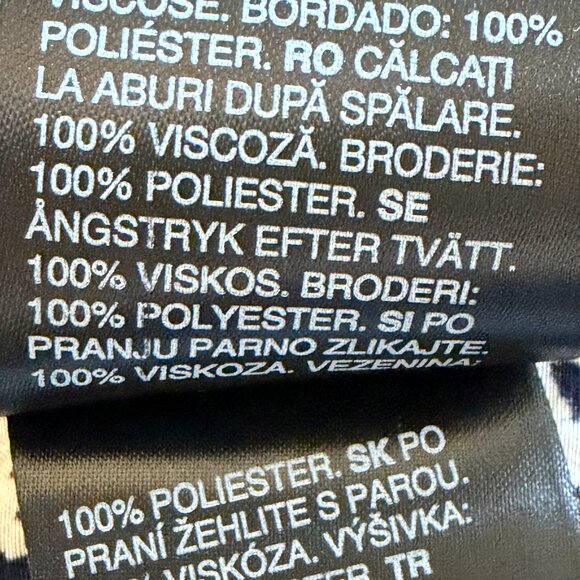 VISCOSE. BORDADO: 100%
POLIÉSTER. RO CĂLCAȚI
LA ABURI DUPĂ SPĂLARE.
100% VISCOZĂ. BRODERIE:
100% POLIESTER. SE
ÅNGSTRYK EFTER TVÄTT.
100% VISKOS. BRODERI:
100% POLYESTER. SI PO
PRANJU PARNO ZLIKAJTE.
100% VISKOZA. VEZENINA:
100% POLIESTER. SK PO
PRANÍ ŽEHLITE S PAROU.
100% VISKÓZA. VÝŠIVKA:
TR